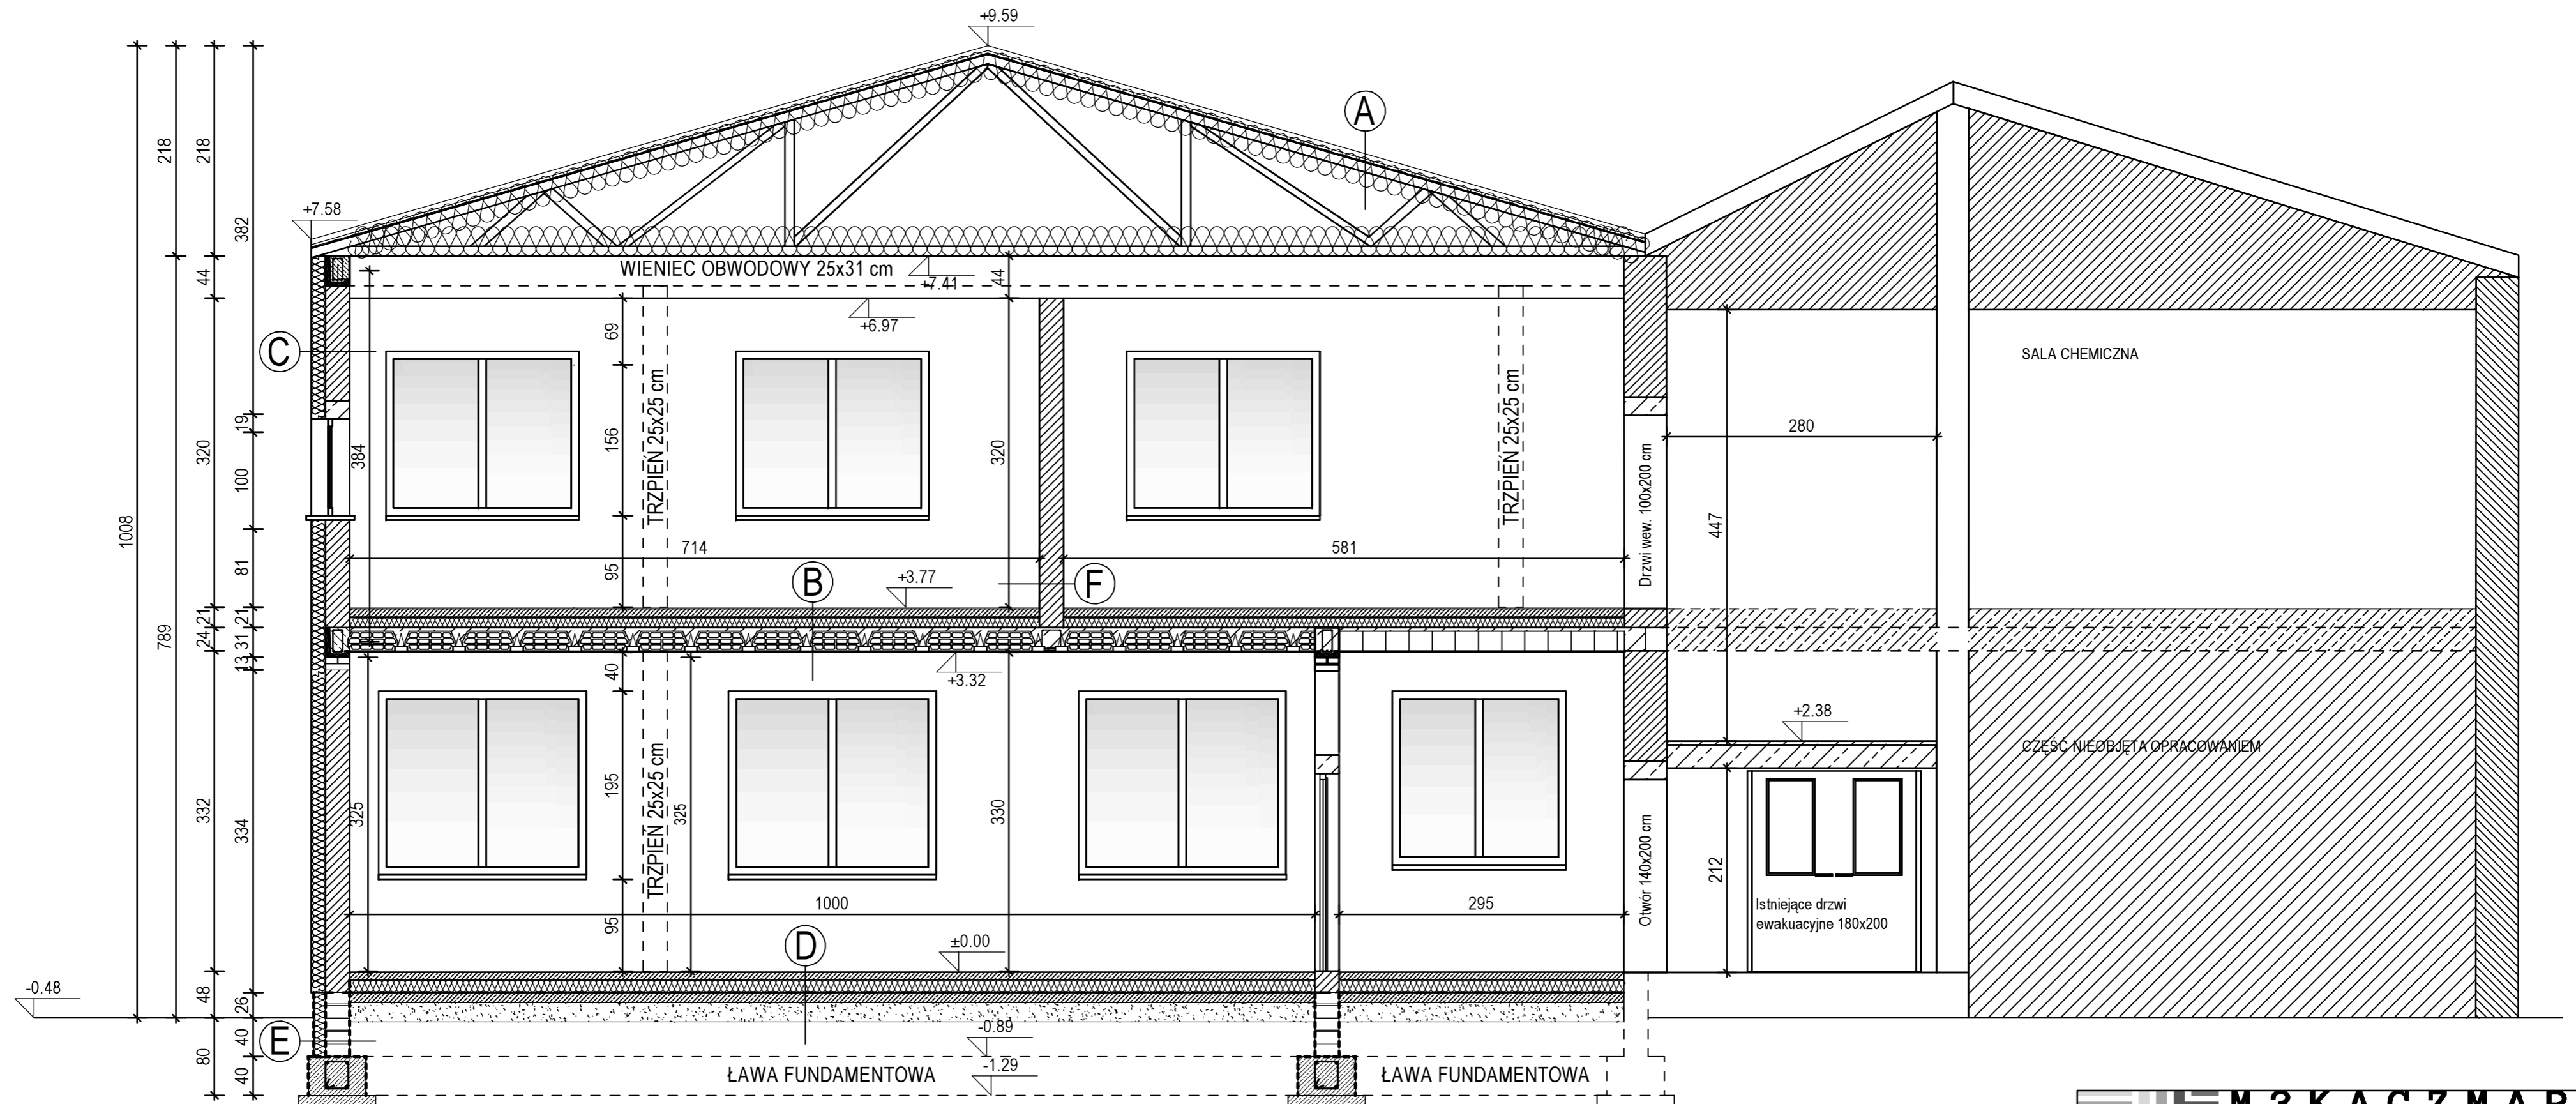 +9.59
A
218
218
382
+7.58
WIENIEC OBWODOWY 25x31 cm
+7.41
44
44
+6.97
C
69
SALA CHEMICZNA
TRZPIEŃ 25x25 cm
TRZPIEŃ 25x25 cm
19
280
156
384
320
320
100
Drzwi wew. 100x200 cm
447
1008
714
581
81
95
B
+3.77
F
21
21
24
31
13
40
+3.32
789
+2.38
CZĘŚĆ NIEOBJĘTA OPRACOWANIEM
TRZPIEŃ 25x25 cm
195
325
325
330
332
334
212
Otwór 140x200 cm
1000
295
Istniejące drzwi
ewakuacyjne 180x200
95
D
±0.00
-0.48
48
26
E
40
80
-0.89
40
ŁAWA FUNDAMENTOWA
-1.29
ŁAWA FUNDAMENTOWA